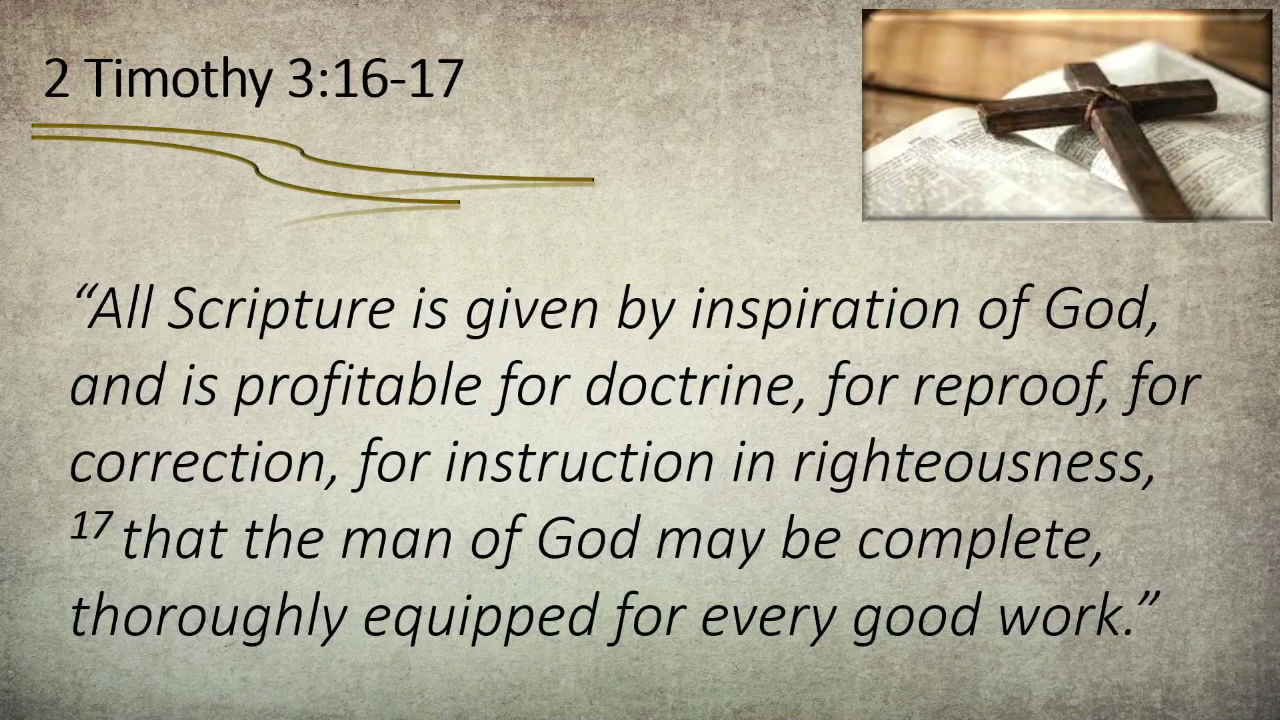 2 Timothy 3:16-17
“All Scripture is given by inspiration of God,
and is profitable for doctrine, for reproof, for
correction, for instruction in righteousness,
17 that the man of God may be complete,
thoroughly equipped for every good work.”